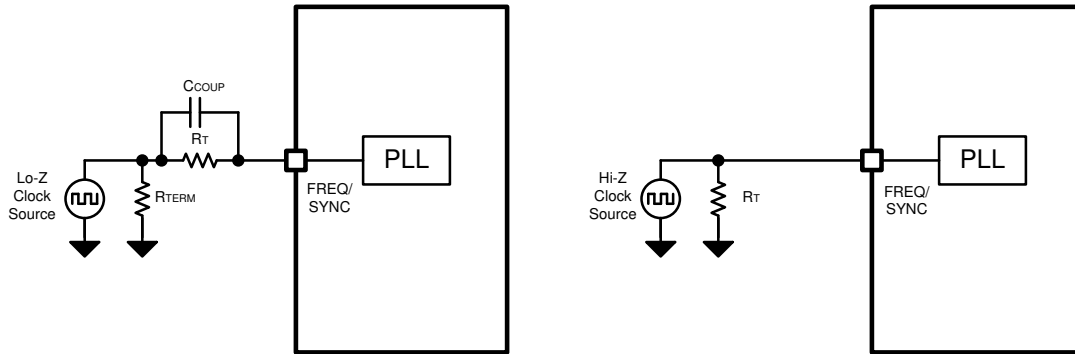 CCOUP
RT
PLL
Lo-Z
Clock
Source
RTERM
FREQ/
SYNC
PLL
Hi-Z
Clock
Source
RT
FREQ/
SYNC